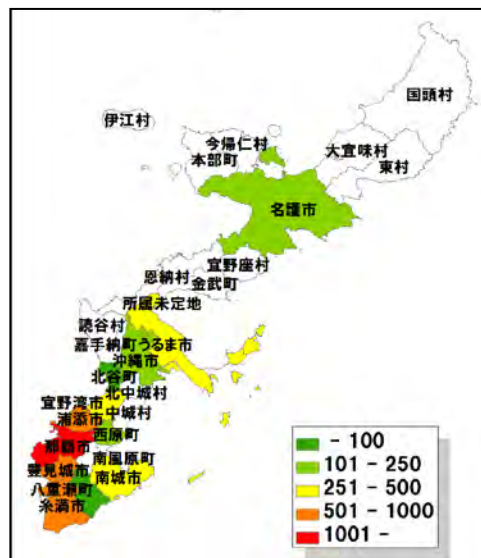 国頭村
伊江村
今帰仁村
大宜味村
本部町
東村
名護市
宜野座村
恩納村
金武町
所属未定地
読谷村
嘉手納町うるま市
沖縄市
北谷町
北中城村
宜野湾市
中城村
浦添市
西原町
那覇市
南風原町
豊見城市
南城市
八重瀬町
糸満市
- 100
101 - 250
251 - 500
501 - 1000
1001 -